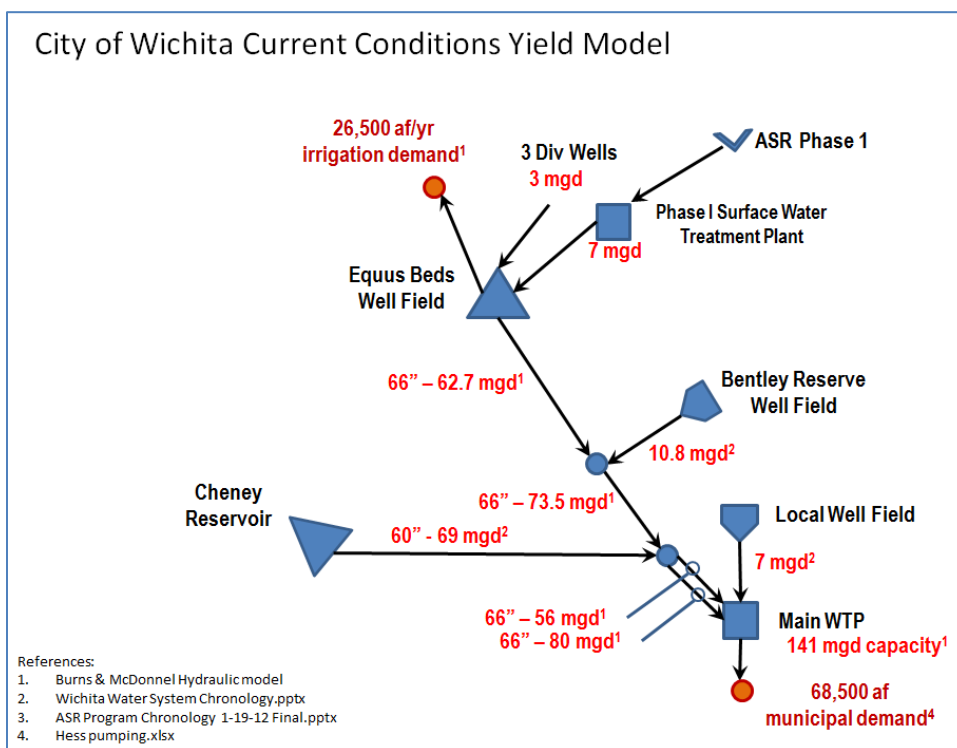 City of Wichita Current Conditions Yield Model
26,500 af/yr
irrigation demand¹
3 Div Wells
3 mgd
ASR Phase 1
Phase I Surface Water
Treatment Plant
7 mgd
Equus Beds
Well Field
66” – 62.7 mgd¹
Bentley Reserve
Well Field
10.8 mgd²
Cheney
Reservoir
66” – 73.5 mgd¹
60” - 69 mgd²
Local Well Field
7 mgd²
66” – 56 mgd¹
66” – 80 mgd¹
Main WTP
141 mgd capacity¹
68,500 af
municipal demand⁴
References:
1. Burns & McDonnel Hydraulic model
2. Wichita Water System Chronology.pptx
3. ASR Program Chronology 1-19-12 Final.pptx
4. Hess pumping.xlsx